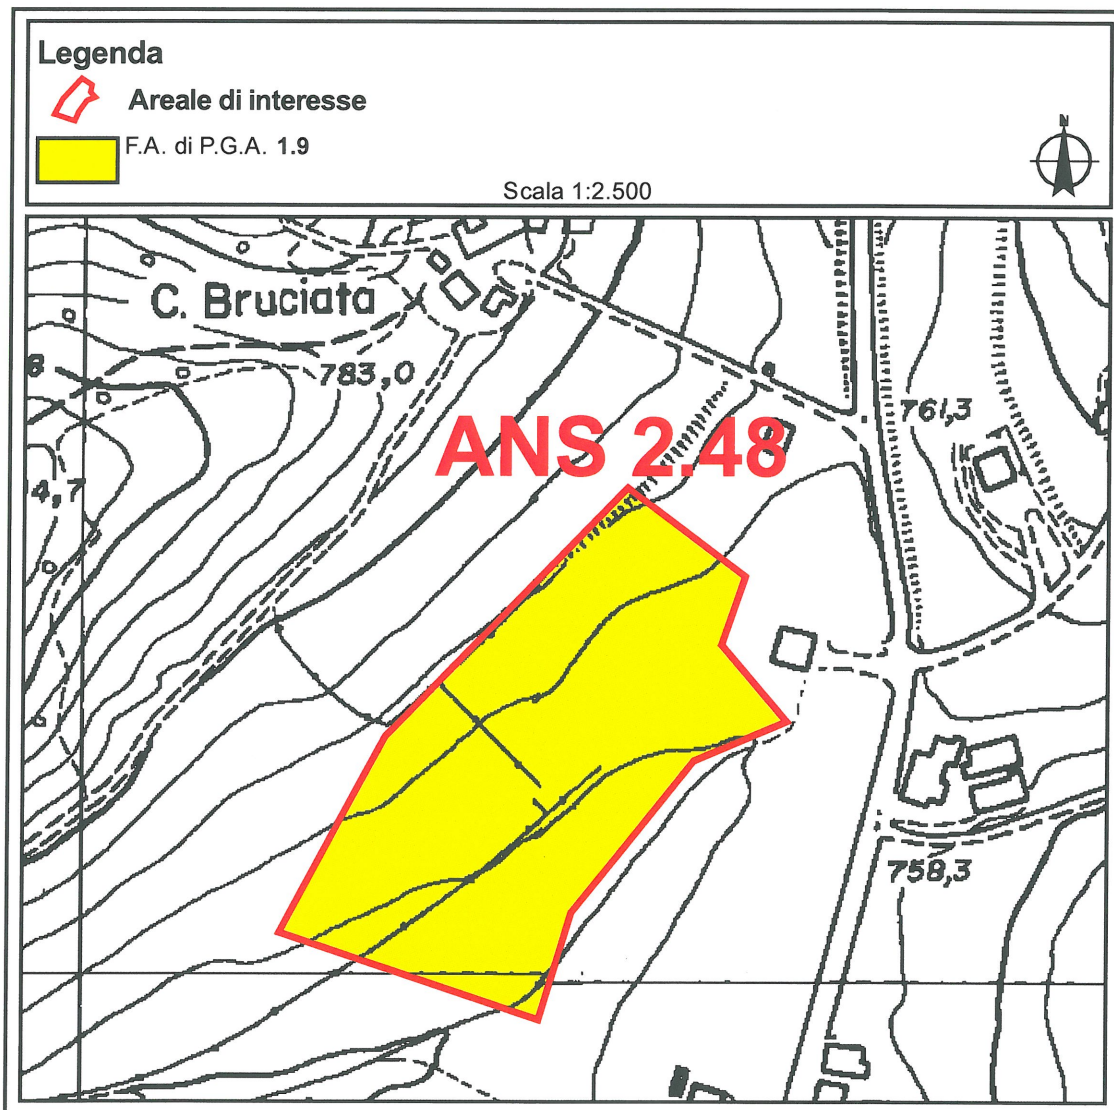 Legenda
Areale di interesse
F.A. di P.G.A. 1.9
N
Scala 1:2.500
C. Bruciata
783,0
761,3
ANS 2.48
4,7
758,3